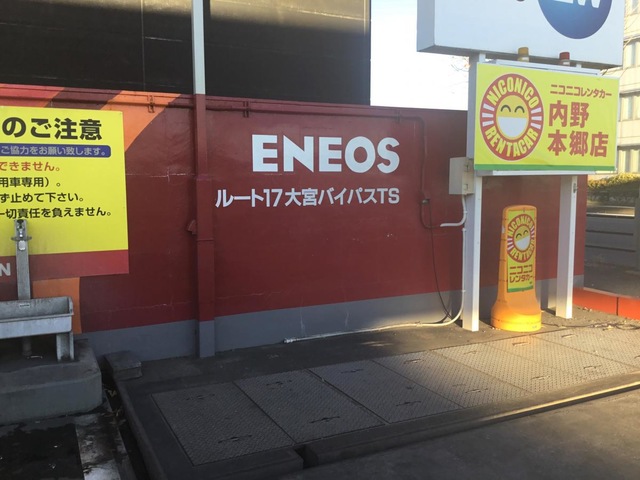 のご注意
ご協力をお願い致します。
できません。
用車専用）。
ず止めて下さい。
一切責任を負えません。
ENEOS
ルート17大宮バイパスTS
ニコニコレンタカー
内野
本郷店
NICONICO
RENTACAR
NICONICO
RENTACAR
ニコニコ
レンタカー